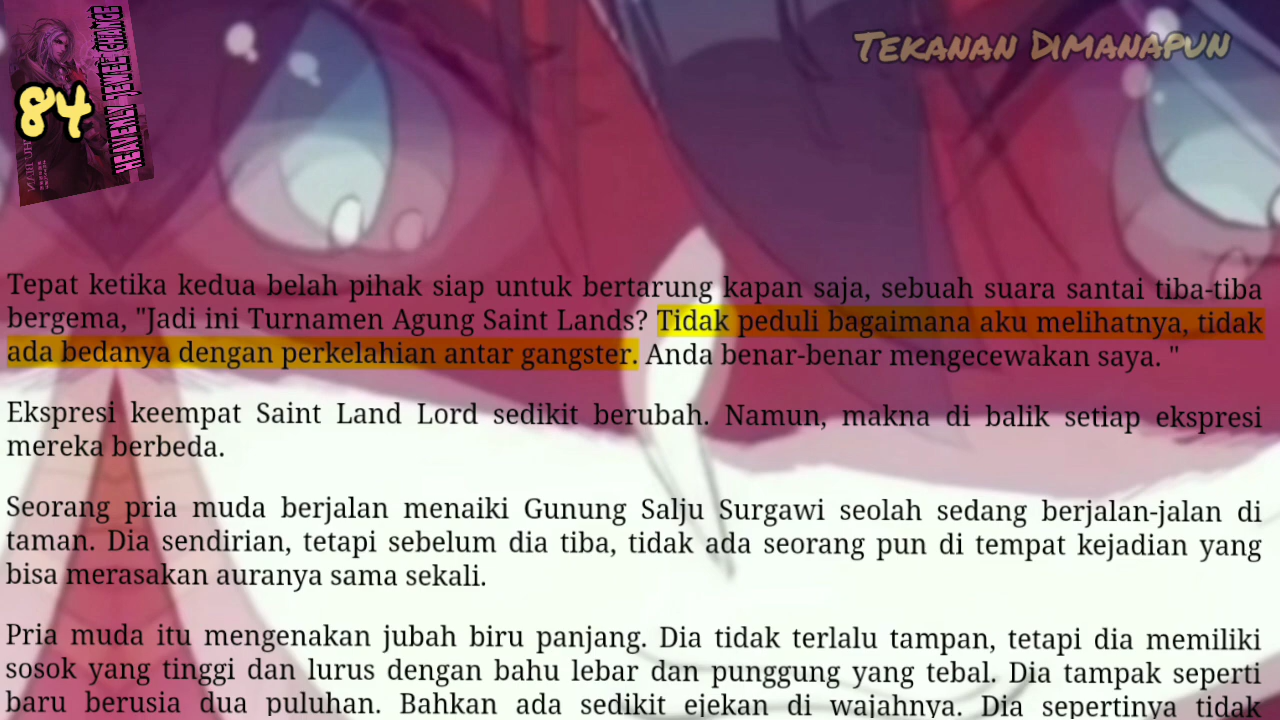 TEKANAN DIMANAPUN
84
HEAVENLY JEWEL CHANGE
Tepat ketika kedua belah pihak siap untuk bertarung kapan saja, sebuah suara santai tiba-tiba
bergema, "Jadi ini Turnamen Agung Saint Lands? Tidak peduli bagaimana aku melihatnya, tidak
ada bedanya dengan perkelahian antar gangster. Anda benar-benar mengecewakan saya. "
Ekspresi keempat Saint Land Lord sedikit berubah. Namun, makna di balik setiap ekspresi
mereka berbeda.
Seorang pria muda berjalan menaiki Gunung Salju Surgawi seolah sedang berjalan-jalan di
taman. Dia sendirian, tetapi sebelum dia tiba, tidak ada seorang pun di tempat kejadian yang
bisa merasakan auranya sama sekali.
Pria muda itu mengenakan jubah biru panjang. Dia tidak terlalu tampan, tetapi dia memiliki
sosok yang tinggi dan lurus dengan bahu lebar dan punggung yang tebal. Dia tampak seperti
baru berusia dua puluhan. Bahkan ada sedikit ejekan di wajahnya. Dia sepertinya tidak